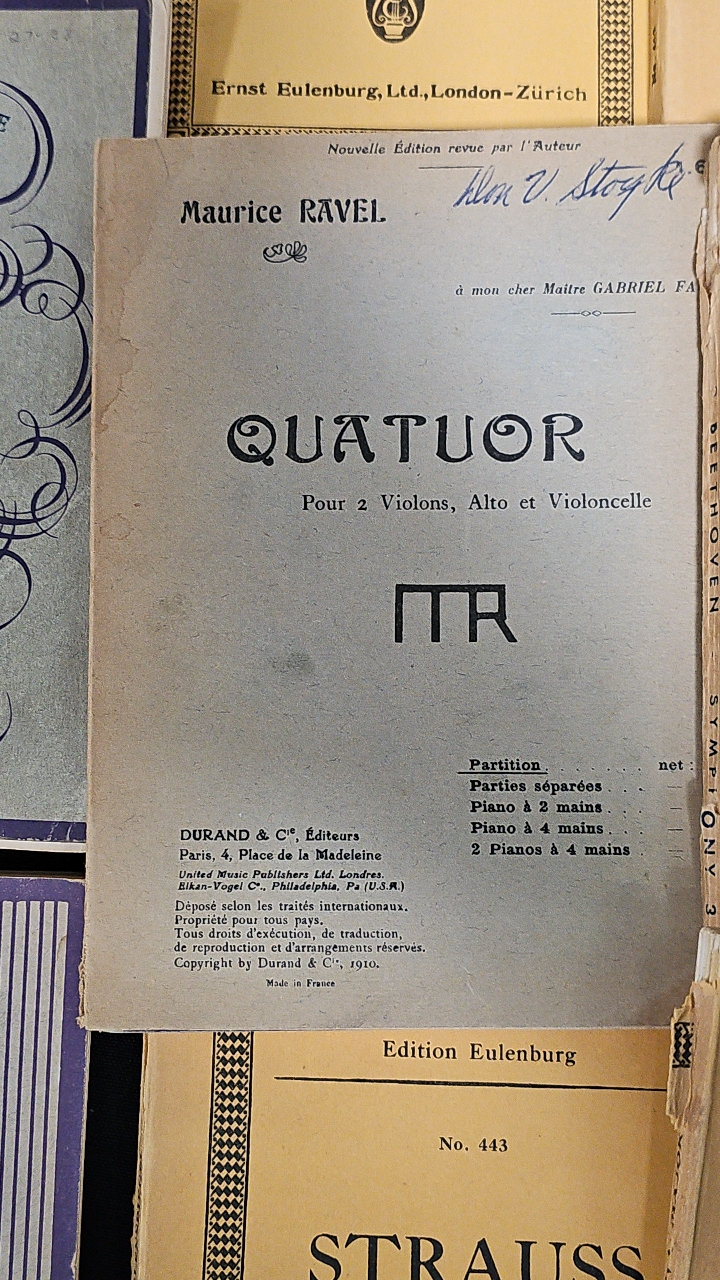 Ernst Eulenburg, Ltd., London-Zürich
Nouvelle Édition revue par l'Auteur
Maurice RAVEL
à mon cher Maître GABRIEL FA
QUATUOR
Pour 2 Violons, Alto et Violoncelle
MR
Partition . . . . . . . net :
Parties séparées . . . —
Piano à 2 mains . . . —
Piano à 4 mains . . . —
2 Pianos à 4 mains . —
DURAND & Cie, Éditeurs
Paris, 4, Place de la Madeleine
United Music Publishers Ltd. Londres.
Elkan-Vogel Co., Philadelphia, Pa (U.S.A.)
Déposé selon les traités internationaux.
Propriété pour tous pays.
Tous droits d'exécution, de traduction,
de reproduction et d'arrangements réservés.
Copyright by Durand & Cie, 1910.
Made in France
BEETHOVEN - SYMPHONY 3
Edition Eulenburg
No. 443
STRAUSS